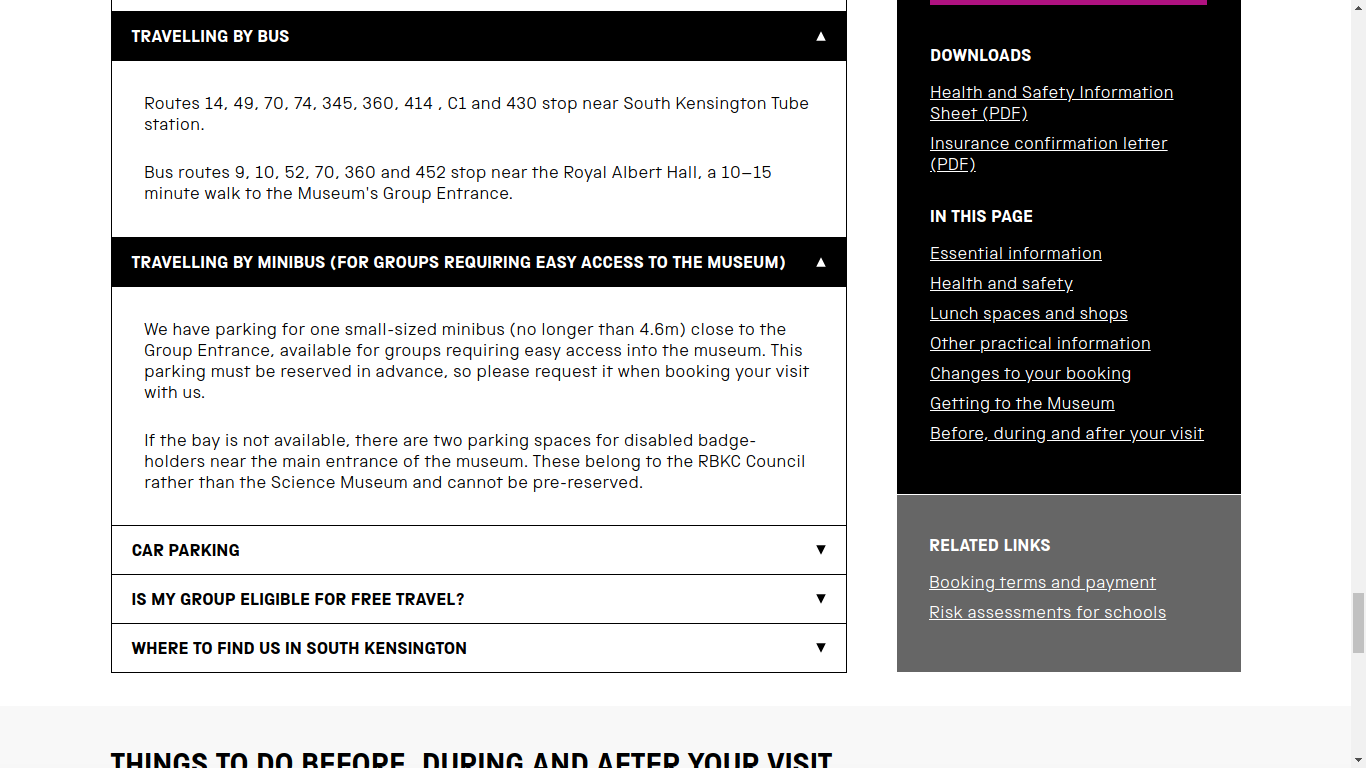 TRAVELLING BY BUS ▲
Routes 14, 49, 70, 74, 345, 360, 414 , C1 and 430 stop near South Kensington Tube
station.
Bus routes 9, 10, 52, 70, 360 and 452 stop near the Royal Albert Hall, a 10–15
minute walk to the Museum's Group Entrance.
TRAVELLING BY MINIBUS (FOR GROUPS REQUIRING EASY ACCESS TO THE MUSEUM) ▲
We have parking for one small-sized minibus (no longer than 4.6m) close to the
Group Entrance, available for groups requiring easy access into the museum. This
parking must be reserved in advance, so please request it when booking your visit
with us.
If the bay is not available, there are two parking spaces for disabled badge-
holders near the main entrance of the museum. These belong to the RBKC Council
rather than the Science Museum and cannot be pre-reserved.
CAR PARKING ▼
IS MY GROUP ELIGIBLE FOR FREE TRAVEL? ▼
WHERE TO FIND US IN SOUTH KENSINGTON ▼
THINGS TO DO BEFORE, DURING AND AFTER YOUR VISIT
DOWNLOADS
Health and Safety Information
Sheet (PDF)
Insurance confirmation letter
(PDF)
IN THIS PAGE
Essential information
Health and safety
Lunch spaces and shops
Other practical information
Changes to your booking
Getting to the Museum
Before, during and after your visit
RELATED LINKS
Booking terms and payment
Risk assessments for schools